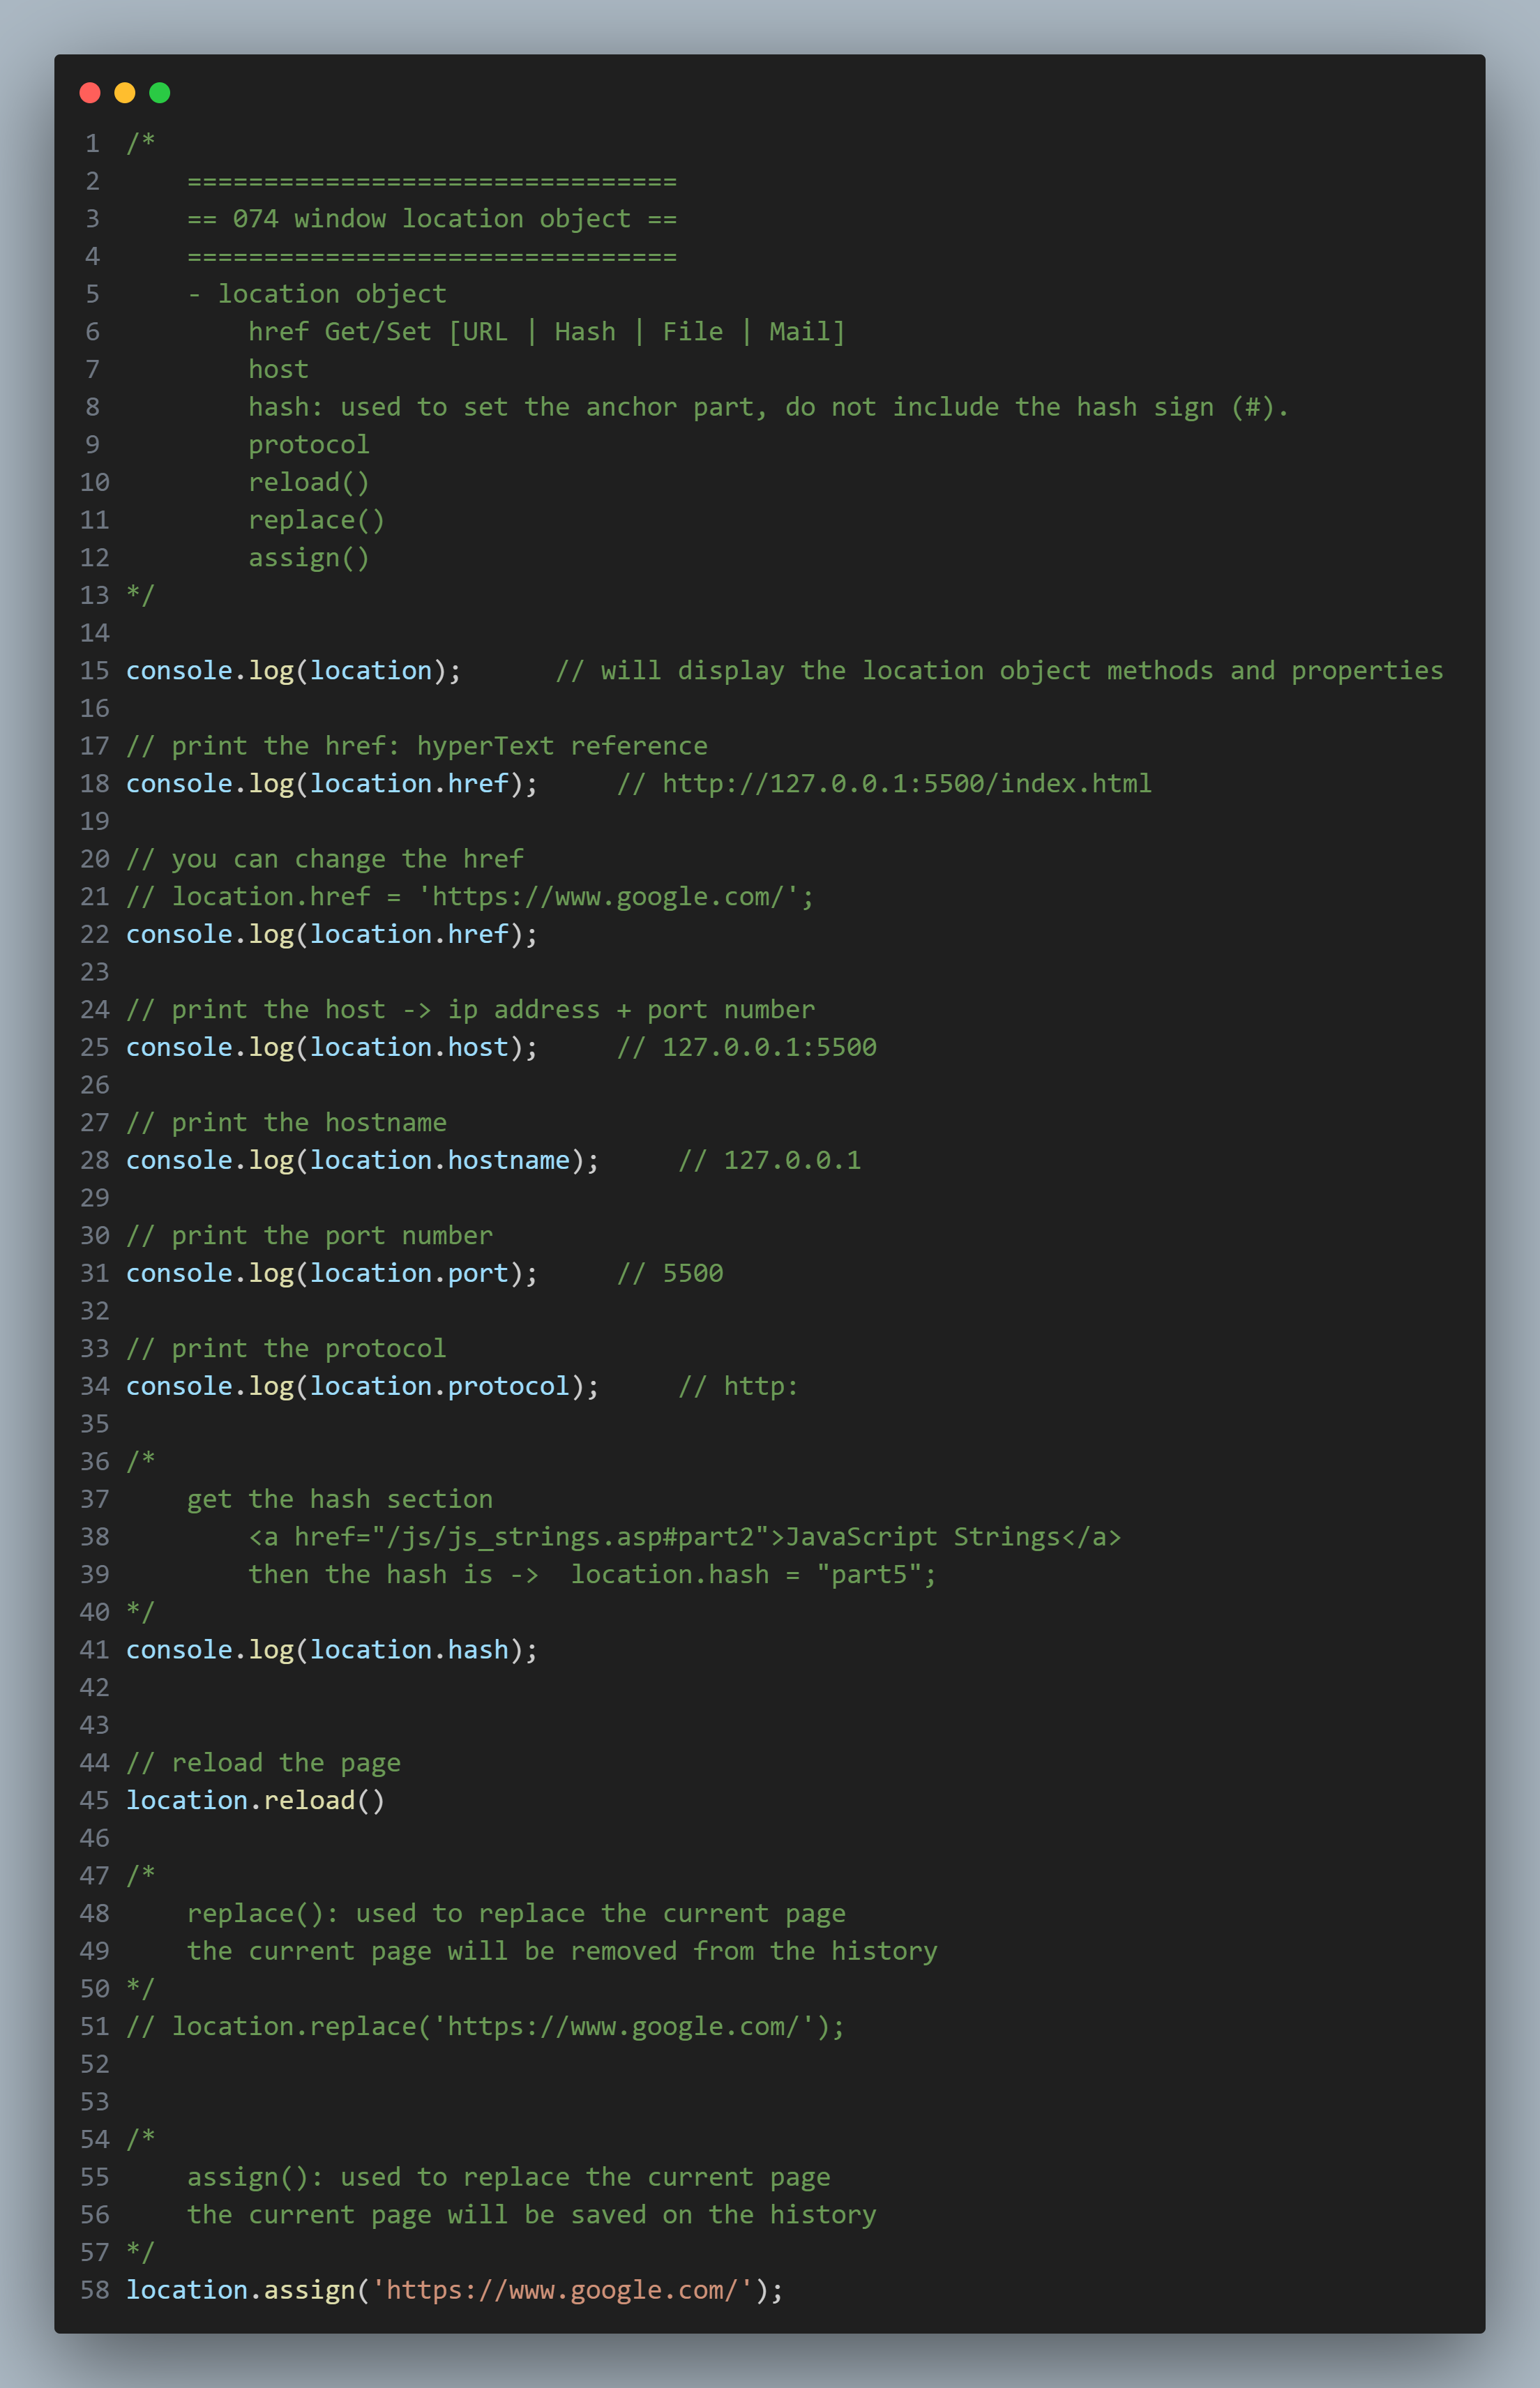 1 /*
2     ================================
3     == 074 window location object ==
4     ================================
5     - location object
6         href Get/Set [URL | Hash | File | Mail]
7         host
8         hash: used to set the anchor part, do not include the hash sign (#).
9         protocol
10         reload()
11         replace()
12         assign()
13 */
14
15 console.log(location);      // will display the location object methods and properties
16
17 // print the href: hyperText reference
18 console.log(location.href);     // http://127.0.0.1:5500/index.html
19
20 // you can change the href
21 // location.href = 'https://www.google.com/';
22 console.log(location.href);
23
24 // print the host -> ip address + port number
25 console.log(location.host);     // 127.0.0.1:5500
26
27 // print the hostname
28 console.log(location.hostname);     // 127.0.0.1
29
30 // print the port number
31 console.log(location.port);     // 5500
32
33 // print the protocol
34 console.log(location.protocol);     // http:
35
36 /*
37     get the hash section
38         <a href="/js/js_strings.asp#part2">JavaScript Strings</a>
39         then the hash is ->  location.hash = "part5";
40 */
41 console.log(location.hash);
42
43
44 // reload the page
45 location.reload()
46
47 /*
48     replace(): used to replace the current page
49     the current page will be removed from the history
50 */
51 // location.replace('https://www.google.com/');
52
53
54 /*
55     assign(): used to replace the current page
56     the current page will be saved on the history
57 */
58 location.assign('https://www.google.com/');